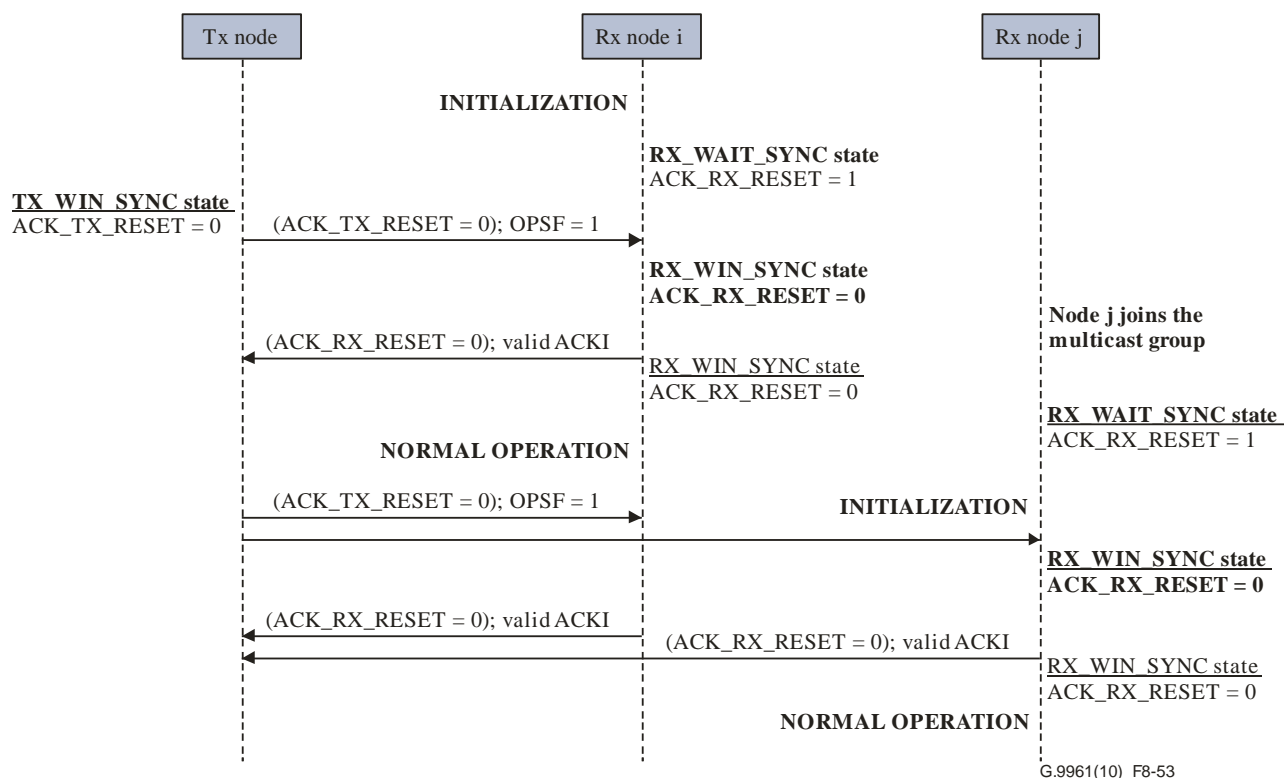 Tx node
Rx node i
Rx node j
INITIALIZATION
RX_WAIT_SYNC state
ACK_RX_RESET = 1
TX_WIN_SYNC state
ACK_TX_RESET = 0
(ACK_TX_RESET = 0); OPSF = 1
RX_WIN_SYNC state
ACK_RX_RESET = 0
Node j joins the
multicast group
(ACK_RX_RESET = 0); valid ACKI
RX_WIN_SYNC state
ACK_RX_RESET = 0
RX_WAIT_SYNC state
ACK_RX_RESET = 1
NORMAL OPERATION
(ACK_TX_RESET = 0); OPSF = 1
INITIALIZATION
RX_WIN_SYNC state
ACK_RX_RESET = 0
(ACK_RX_RESET = 0); valid ACKI
(ACK_RX_RESET = 0); valid ACKI
RX_WIN_SYNC state
ACK_RX_RESET = 0
NORMAL OPERATION
G.9961(10)_F8-53